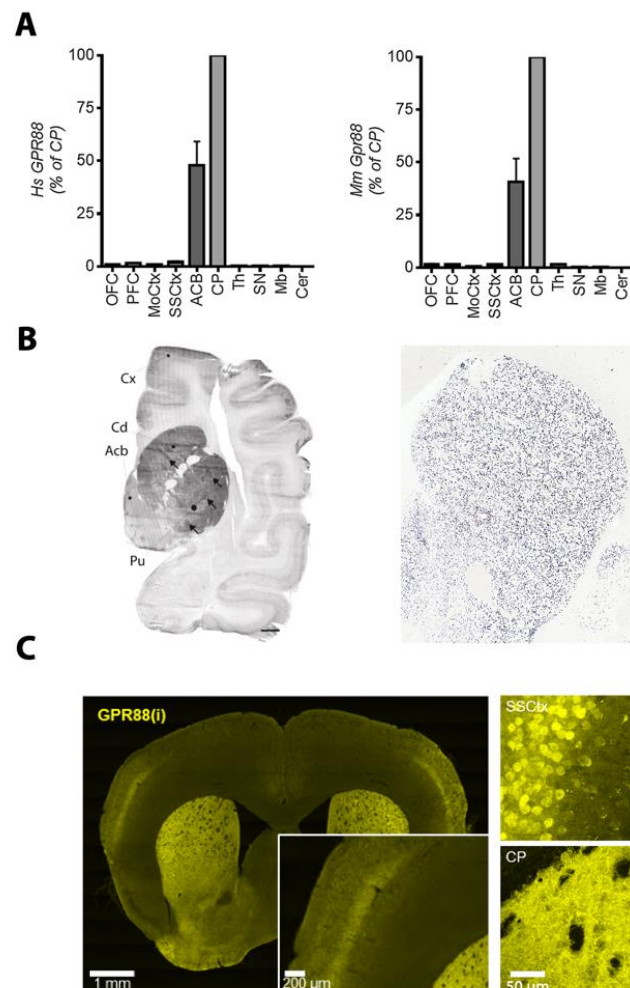 A
Hs GPR88
(% of CP)
100
75
50
25
0
OFC
PFC
MoCtx
SSCtx
ACB
CP
Th
SN
Mb
Cer
Mm Gpr88
(% of CP)
100
75
50
25
0
OFC
PFC
MoCtx
SSCtx
ACB
CP
Th
SN
Mb
Cer
B
Cx
Cd
Acb
Pu
C
GPR88(i)
1 mm
200 µm
SSCtx
CP
50 µm